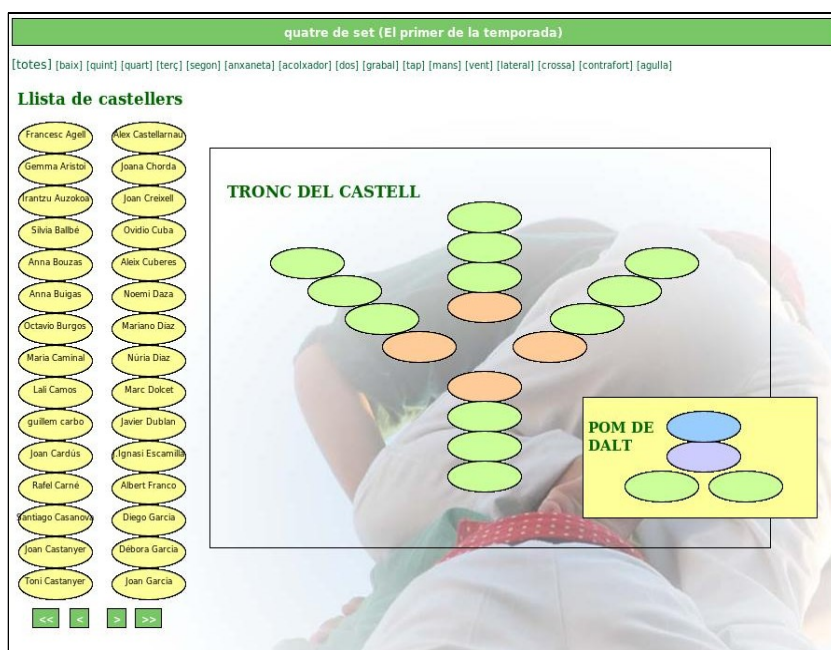 quatre de set (El primer de la temporada)
[totes] [baix] [quint] [quart] [terç] [segon] [anxaneta] [acolxador] [dos] [grabal] [tap] [mans] [vent] [lateral] [crossa] [contrafort] [agulla]
Llista de castellers
Francesc Agell Alex Castellarnau
Gemma Aristoi Joana Chorda
Irantzu Auzokoa Joan Creixell
Silvia Ballbé Ovidio Cuba
Anna Bouzas Aleix Cuberes
Anna Buigas Noemi Daza
Octavio Burgos Mariano Díaz
Maria Caminal Núria Diaz
Lali Camos Marc Dolcet
guillem carbo Javier Dublan
Joan Cardús J.Ignasi Escamilla
Rafel Carné Albert Franco
Santiago Casanova Diego Garcia
Joan Castanyer Débora Garcia
Toni Castanyer Joan Garcia
<< < > >>
TRONC DEL CASTELL
POM DE
DALT